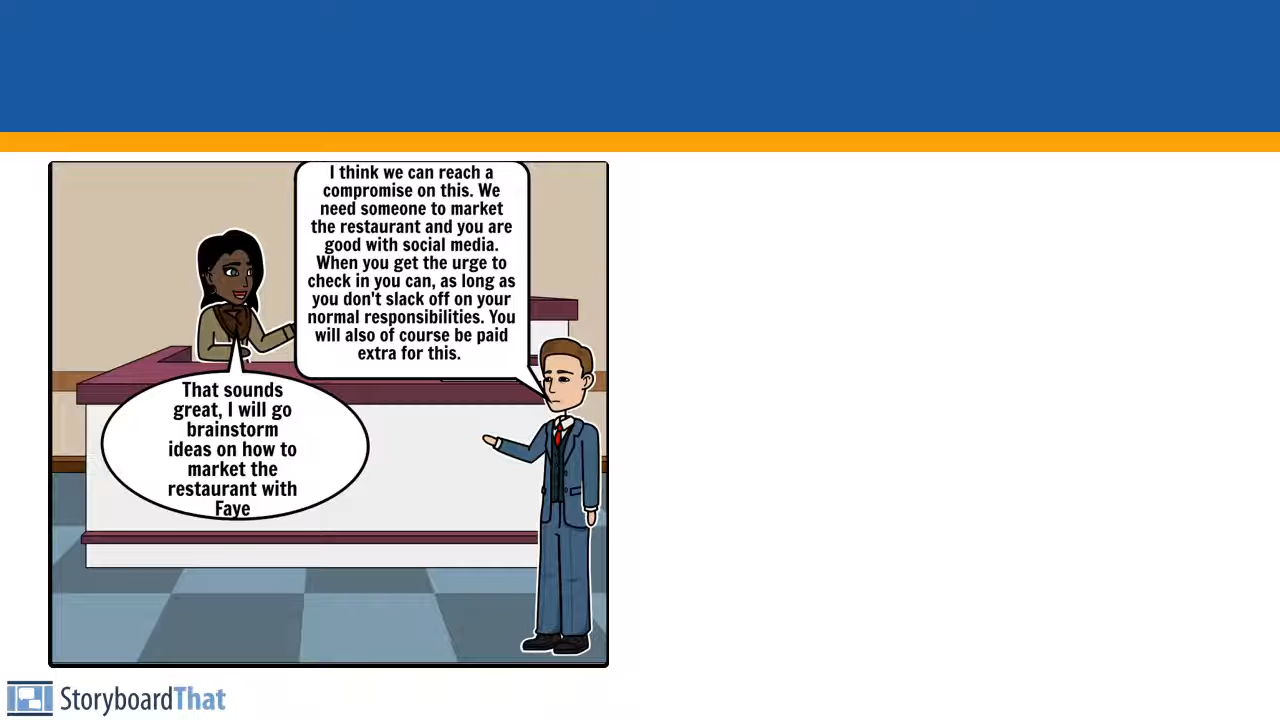 I think we can reach a
compromise on this. We
need someone to market
the restaurant and you are
good with social media.
When you get the urge to
check in you can, as long as
you don't slack off on your
normal responsibilities. You
will also of course be paid
extra for this.
That sounds
great, I will go
brainstorm
ideas on how to
market the
restaurant with
Faye
StoryboardThat